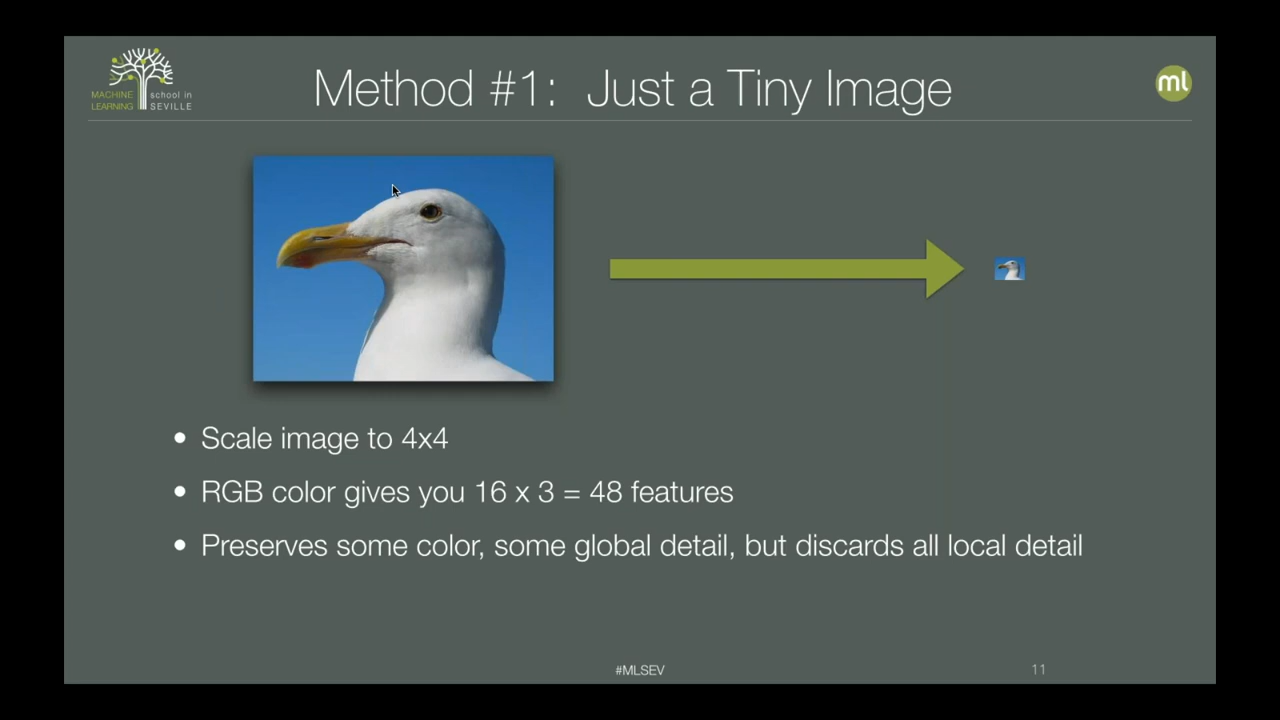 MACHINE school in
LEARNING SEVILLE
Method #1: Just a Tiny Image
ml
• Scale image to 4x4
• RGB color gives you 16 x 3 = 48 features
• Preserves some color, some global detail, but discards all local detail
#MLSEV
11